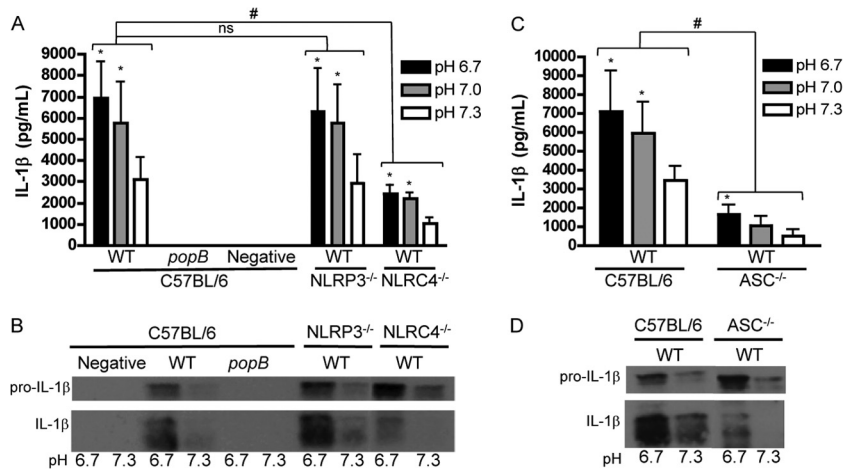 A
#
ns
IL-1β (pg/mL)
9000
8000
7000
6000
5000
4000
3000
2000
1000
0
* * * * * *
pH 6.7
pH 7.0
pH 7.3
WT popB Negative WT WT
C57BL/6 NLRP3-/- NLRC4-/-
C
#
IL-1β (pg/mL)
10000
9000
8000
7000
6000
5000
4000
3000
2000
1000
0
* * *
pH 6.7
pH 7.0
pH 7.3
WT WT
C57BL/6 ASC-/-
B
C57BL/6 NLRP3-/- NLRC4-/-
Negative WT popB WT WT
pro-IL-1β
IL-1β
pH 6.7 7.3 6.7 7.3 6.7 7.3 6.7 7.3 6.7 7.3
D
C57BL/6 ASC-/-
WT WT
pro-IL-1β
IL-1β
pH 6.7 7.3 6.7 7.3